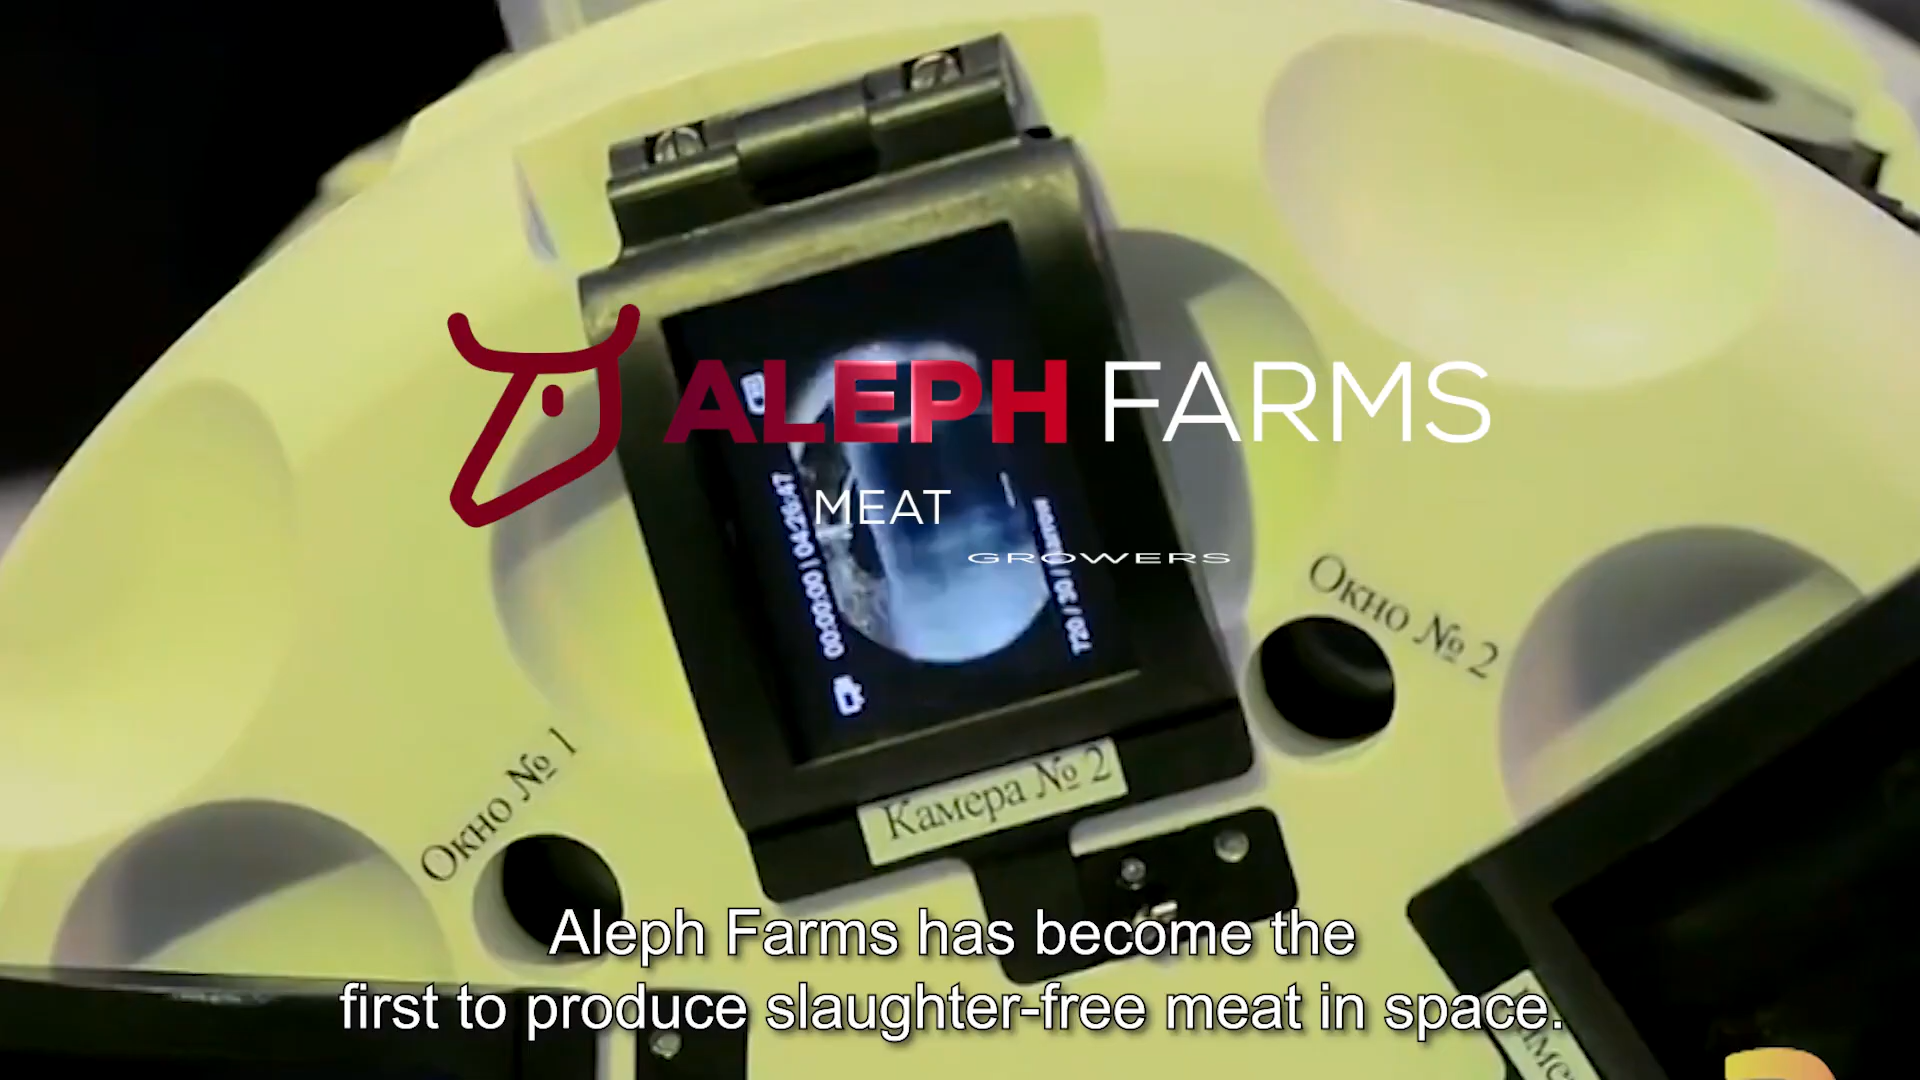 ALEPH FARMS
MEAT
GROWERS
00:00:00 | 04:26:47
720 / 30 /
Окно № 2
Окно № 1
Камера № 2
Aleph Farms has become the
first to produce slaughter-free meat in space.